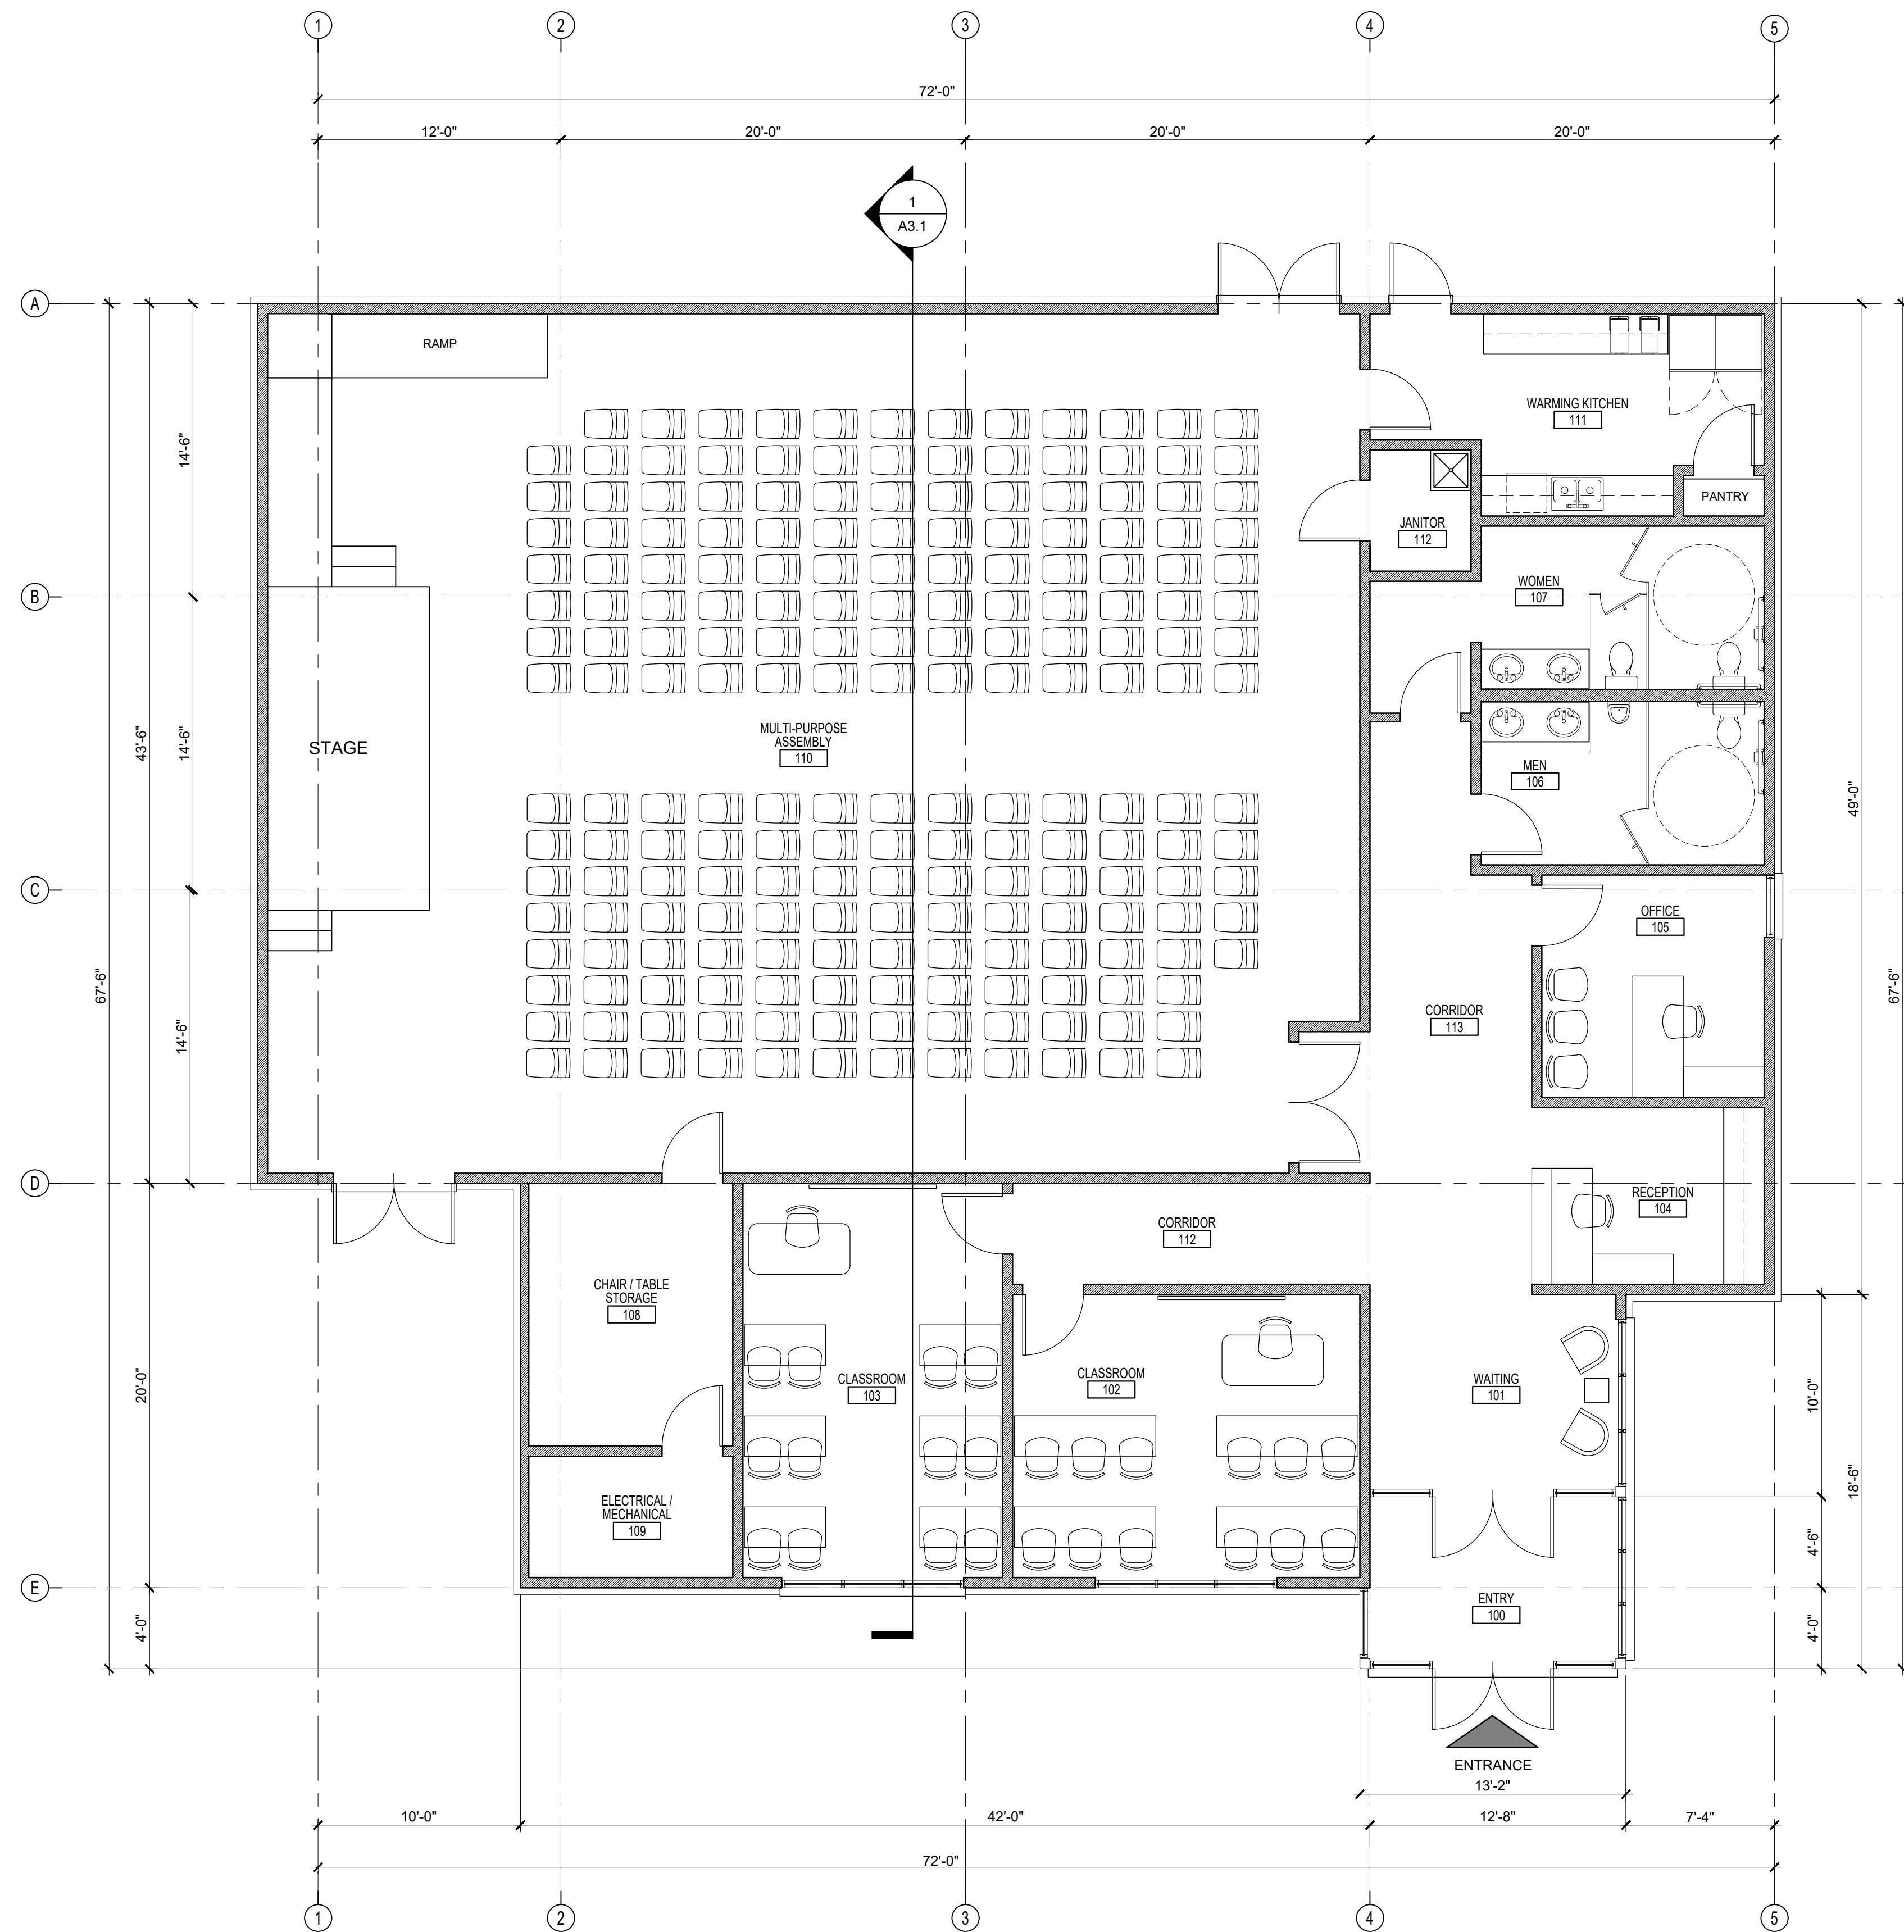 1
2
3
4
5
72'-0"
12'-0"
20'-0"
20'-0"
20'-0"
1
A3.1
A
RAMP
WARMING KITCHEN
111
14'-6"
PANTRY
JANITOR
112
WOMEN
107
B
MULTI-PURPOSE
ASSEMBLY
110
STAGE
43'-6"
14'-6"
MEN
106
49'-0"
C
OFFICE
105
67'-6"
67'-6"
14'-6"
CORRIDOR
113
D
RECEPTION
104
CORRIDOR
112
CHAIR / TABLE
STORAGE
108
CLASSROOM
103
CLASSROOM
102
WAITING
101
20'-0"
10'-0"
18'-6"
ELECTRICAL /
MECHANICAL
109
4'-6"
E
ENTRY
100
4'-0"
4'-0"
ENTRANCE
13'-2"
10'-0"
42'-0"
12'-8"
7'-4"
72'-0"
1
2
3
4
5